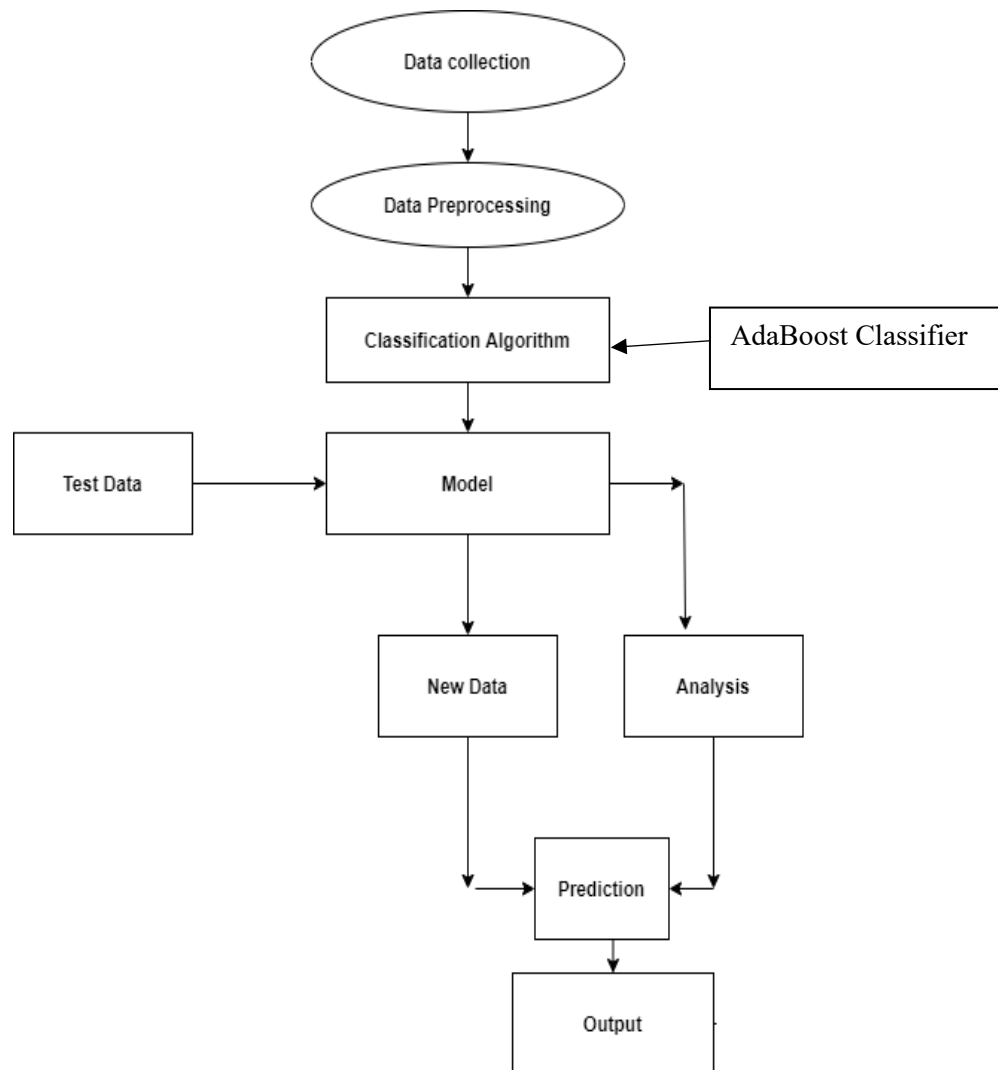 Data collection
Data Preprocessing
Classification Algorithm
AdaBoost Classifier
Test Data
Model
New Data
Analysis
Prediction
Output